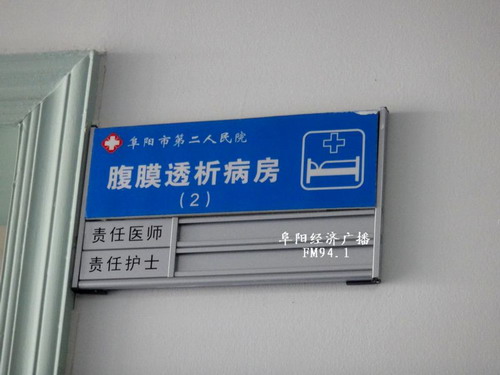 阜阳市第二人民院
腹膜透析病房
(2)
责任医师
责任护士
阜阳经济广播
FM94.1